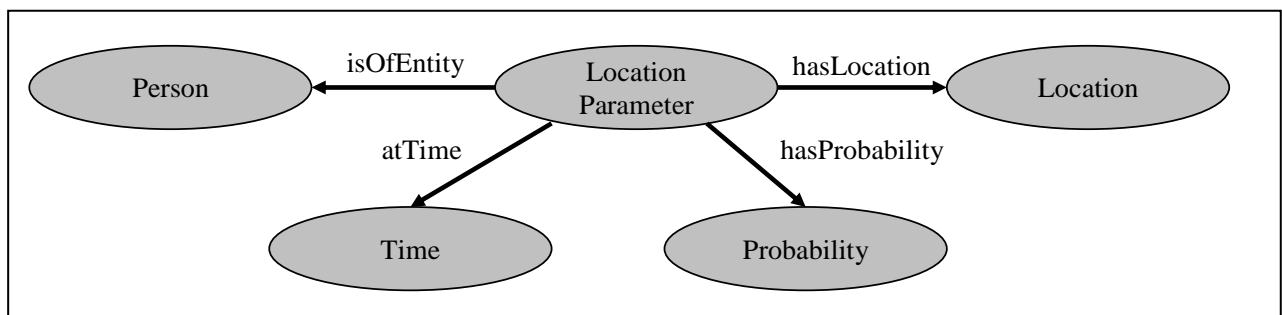 isOfEntity
hasLocation
Person
Location
Parameter
Location
atTime
hasProbability
Time
Probability